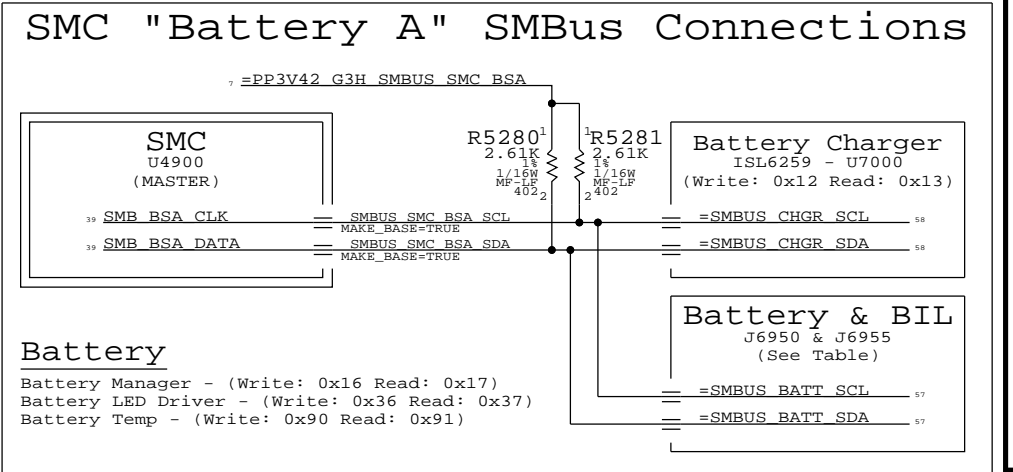 SMC "Battery A" SMBus Connections
7 =PP3V42_G3H_SMBUS_SMC_BSA
SMC
U4900
(MASTER)
39 SMB_BSA_CLK
39 SMB_BSA_DATA
SMBUS_SMC_BSA_SCL
MAKE_BASE=TRUE
SMBUS_SMC_BSA_SDA
MAKE_BASE=TRUE
R5280 1
2.61K
1%
1/16W
MF-LF
402 2
1 R5281
2.61K
1%
1/16W
MF-LF
2 402
Battery Charger
ISL6259 - U7000
(Write: 0x12 Read: 0x13)
=SMBUS_CHGR_SCL 58
=SMBUS_CHGR_SDA 58
Battery & BIL
J6950 & J6955
(See Table)
=SMBUS_BATT_SCL 57
=SMBUS_BATT_SDA 57
Battery
Battery Manager - (Write: 0x16 Read: 0x17)
Battery LED Driver - (Write: 0x36 Read: 0x37)
Battery Temp - (Write: 0x90 Read: 0x91)